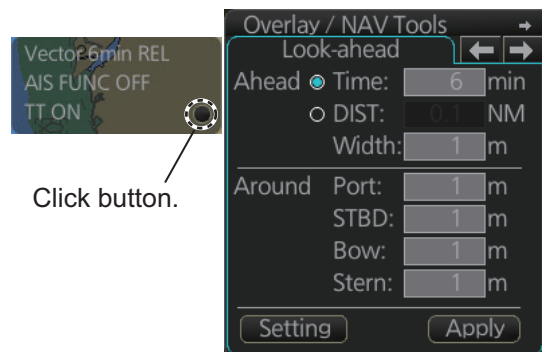 Vector 6min REL
AIS FUNC OFF
TT ON
Click button.
Overlay / NAV Tools
Look-ahead
Ahead Time: 6 min
DIST: 0.1 NM
Width: 1 m
Around Port: 1 m
STBD: 1 m
Bow: 1 m
Stern: 1 m
Setting Apply